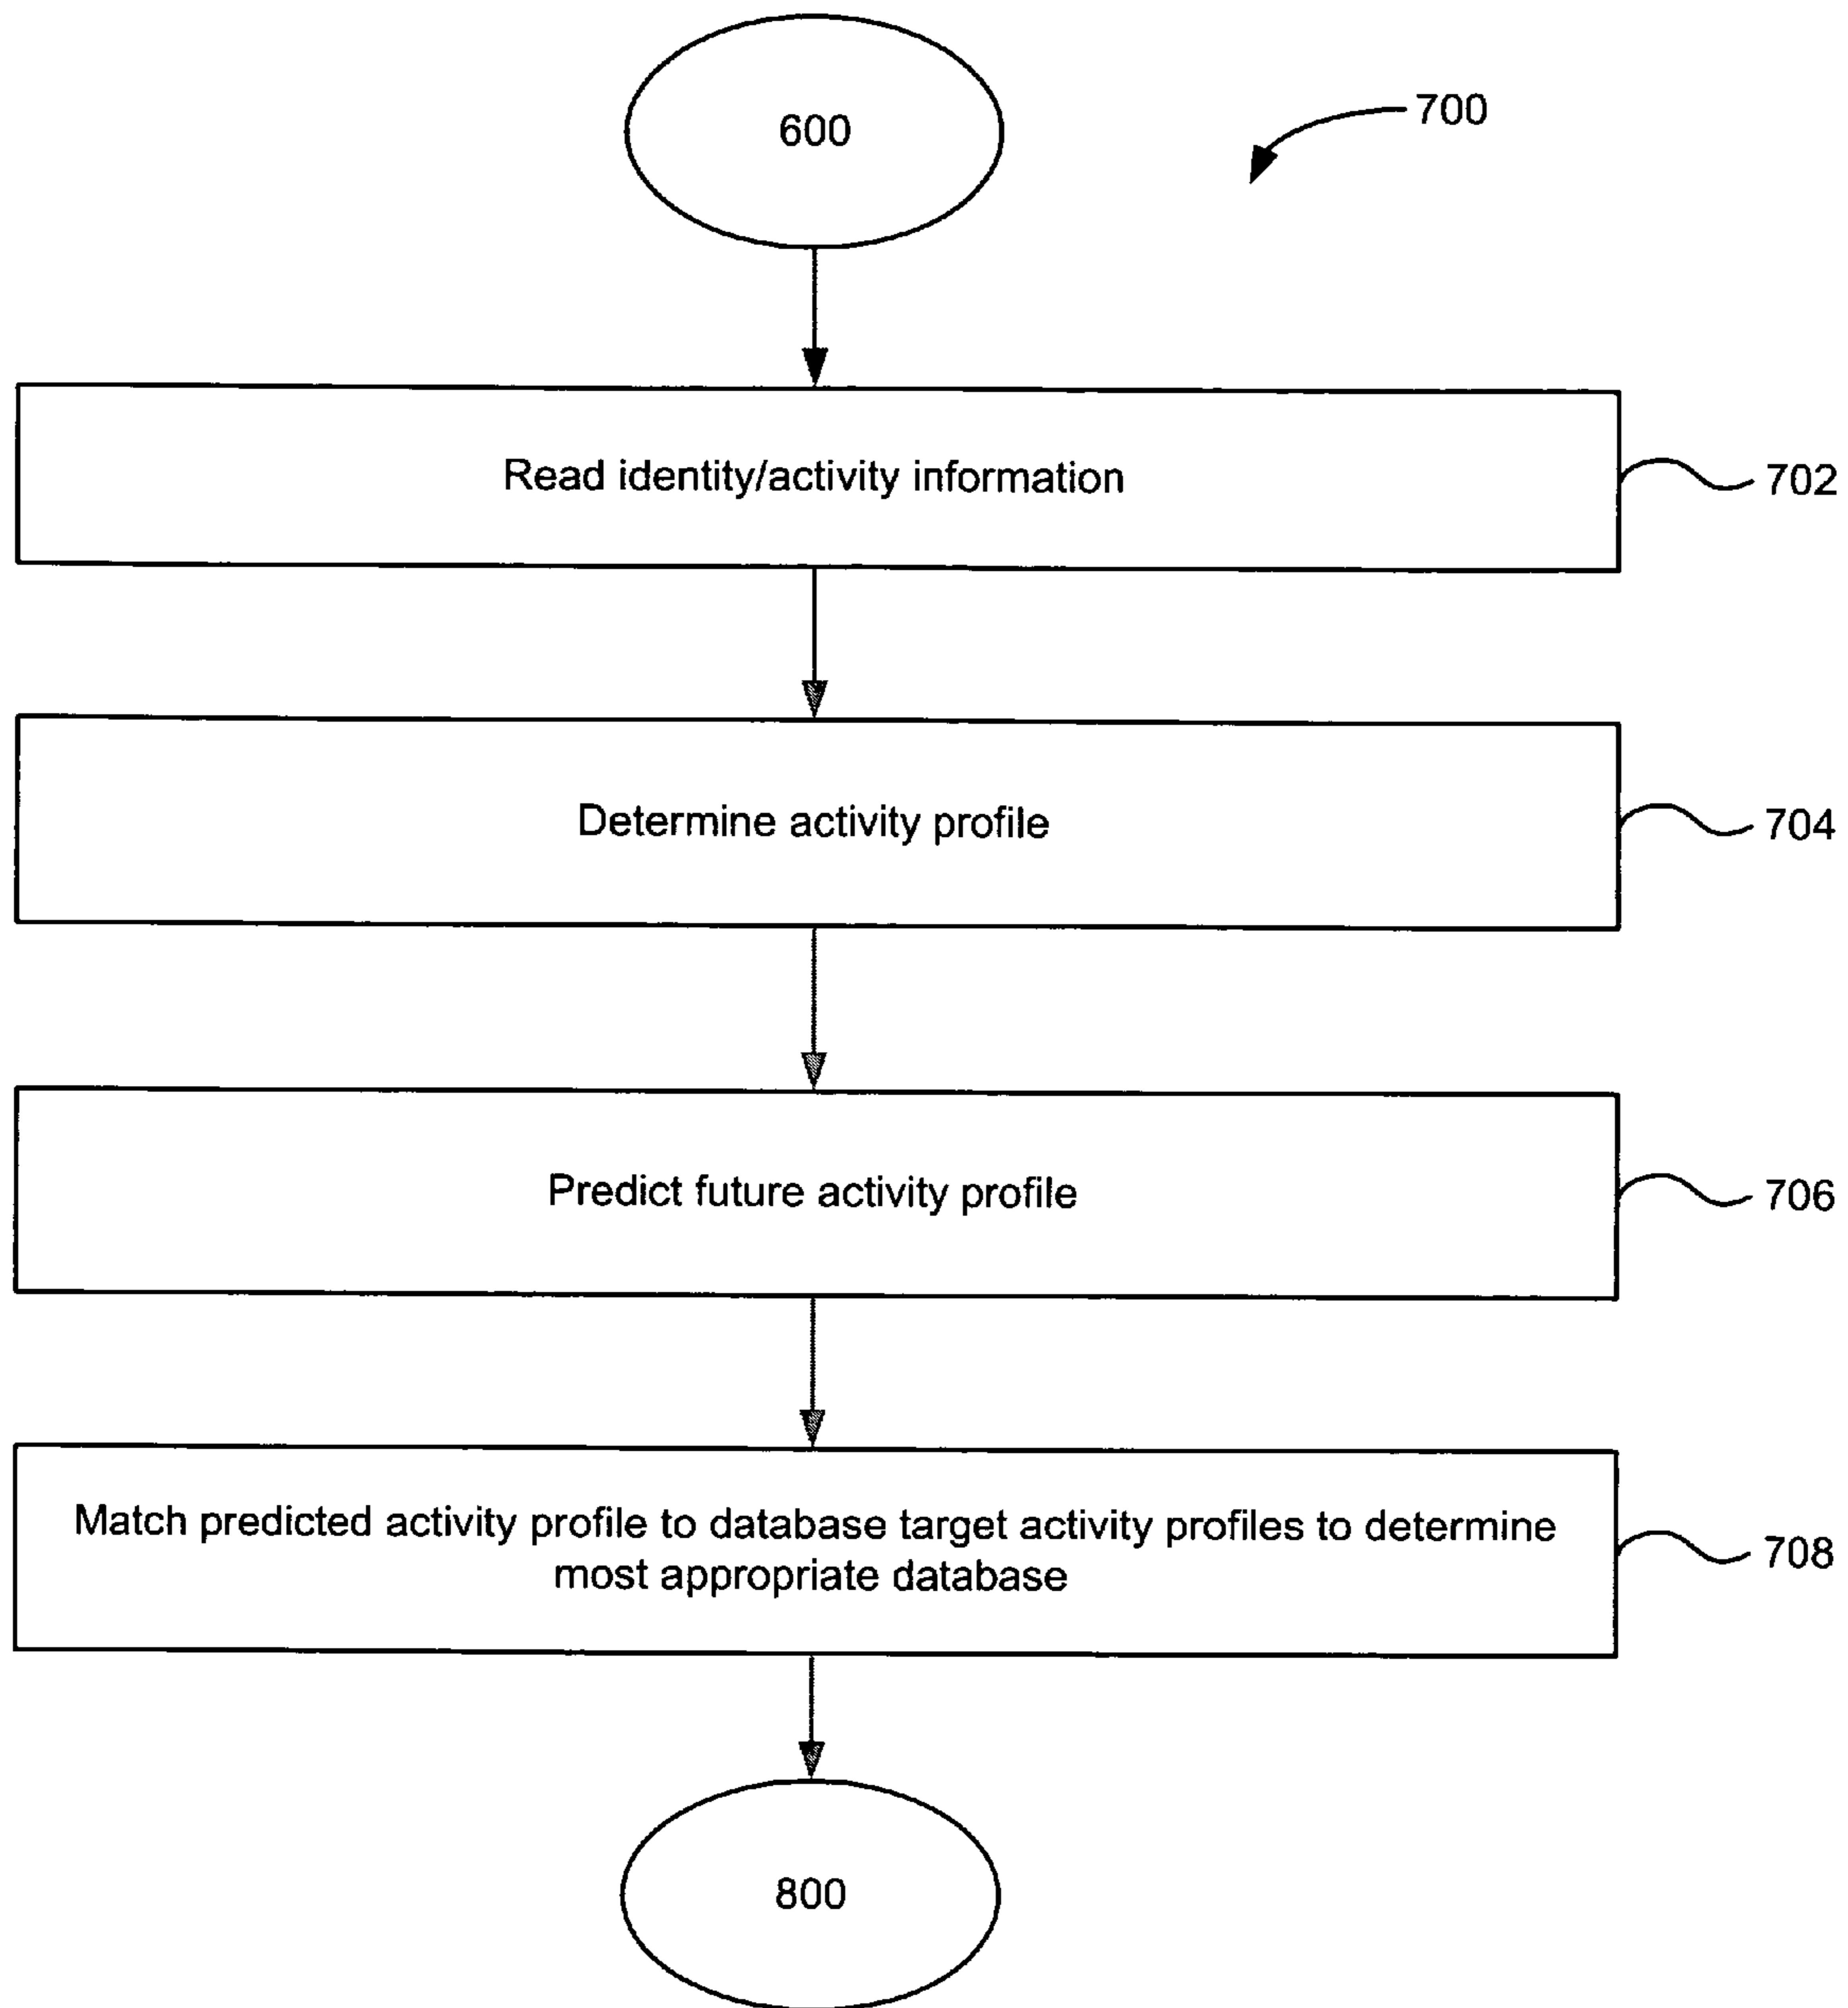 600
700
Read identity/activity information
702
Determine activity profile
704
Predict future activity profile
706
Match predicted activity profile to database target activity profiles to determine
most appropriate database
708
800